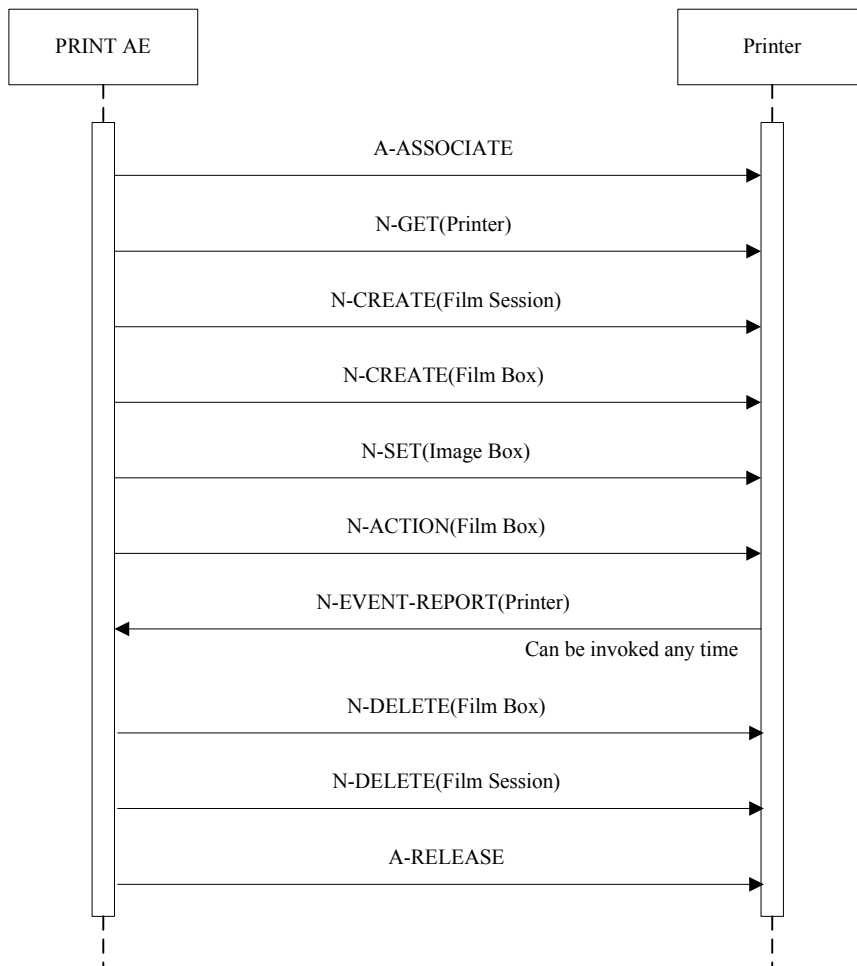 PRINT AE
Printer
A-ASSOCIATE
N-GET(Printer)
N-CREATE(Film Session)
N-CREATE(Film Box)
N-SET(Image Box)
N-ACTION(Film Box)
N-EVENT-REPORT(Printer)
Can be invoked any time
N-DELETE(Film Box)
N-DELETE(Film Session)
A-RELEASE